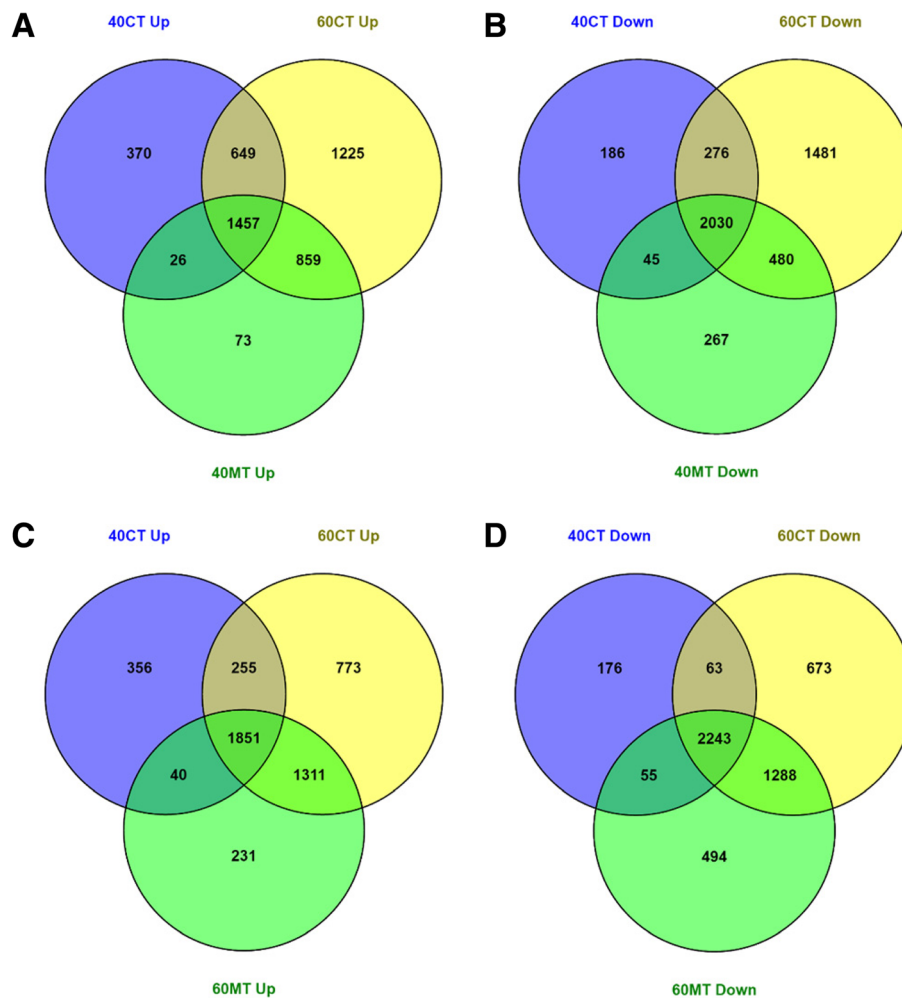 A
40CT Up
60CT Up
370
649
1225
1457
26
859
73
40MT Up
B
40CT Down
60CT Down
186
276
1481
2030
45
480
267
40MT Down
C
40CT Up
60CT Up
356
255
773
1851
40
1311
231
60MT Up
D
40CT Down
60CT Down
176
63
673
2243
55
1288
494
60MT Down